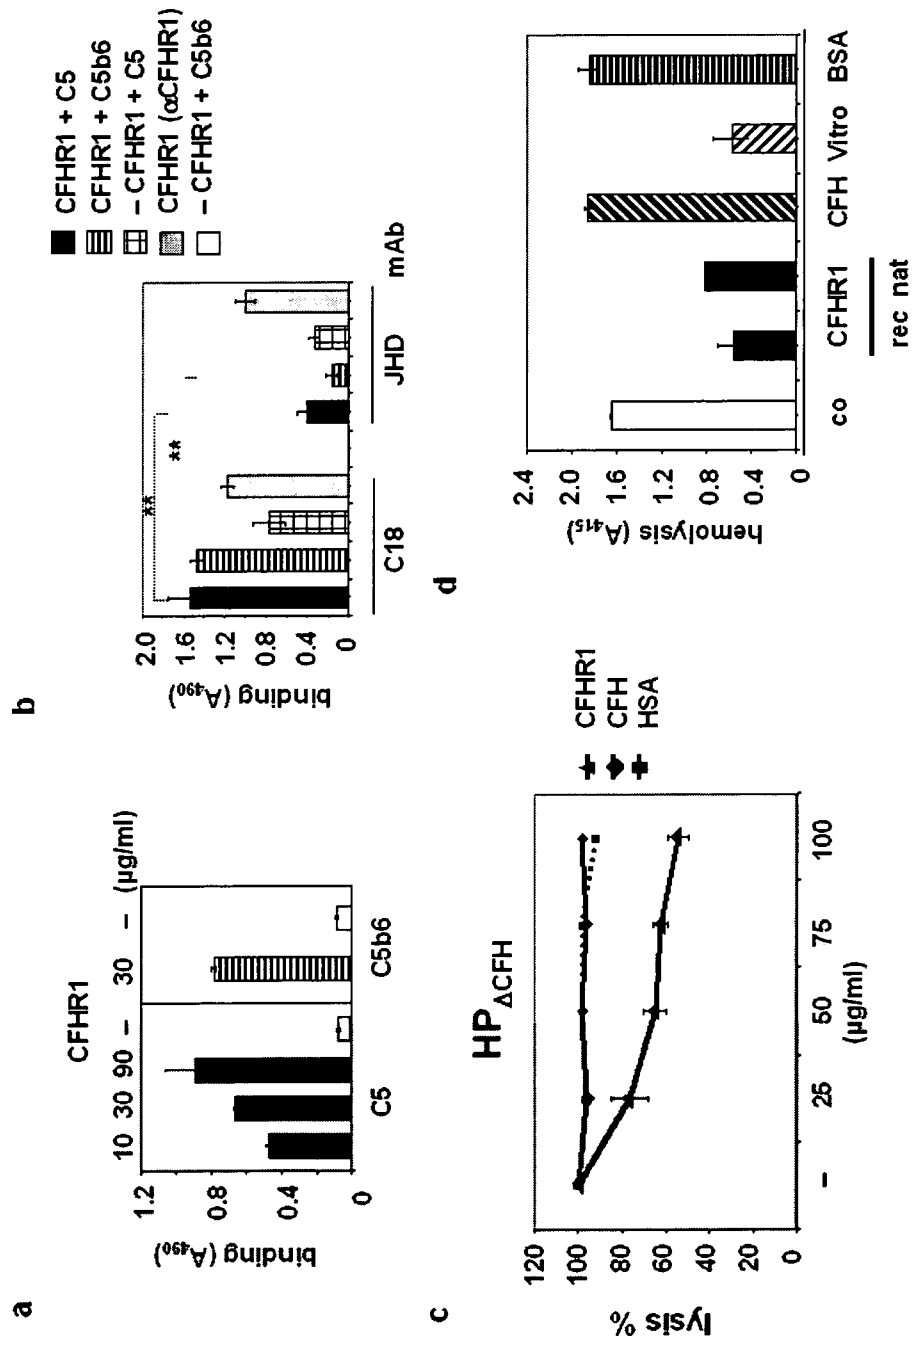 a
CFHR1
10 30 90 – 30 – (µg/ml)
1.2
0.8
0.4
0
binding (A490)
C5 C5b6
b
CFHR1 + C5
CFHR1 + C5b6
– CFHR1 + C5
CFHR1 (αCFHR1)
– CFHR1 + C5b6
2.0
1.6
1.2
0.8
0.4
0
binding (A490)
**
**
C18 JHD mAb
c
HPΔCFH
120
100
80
60
40
20
0
lysis %
– 25 50 75 100
(µg/ml)
CFHR1
CFH
HSA
d
2.4
2.0
1.6
1.2
0.8
0.4
0
hemolysis (A415)
co CFHR1 CFH Vitro BSA
rec nat